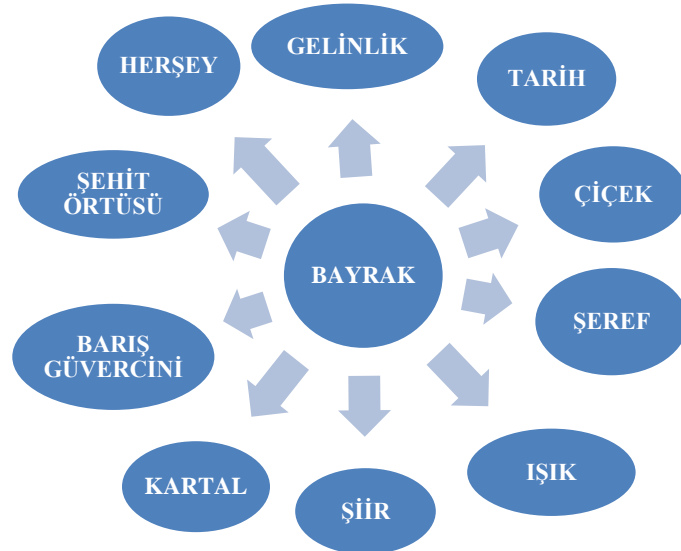 HERŞEY
GELİNLİK
TARİH
ŞEHİT
ÖRTÜSÜ
ÇİÇEK
BAYRAK
ŞEREF
BARIŞ
GÜVERCİNİ
KARTAL
ŞİİR
IŞIK